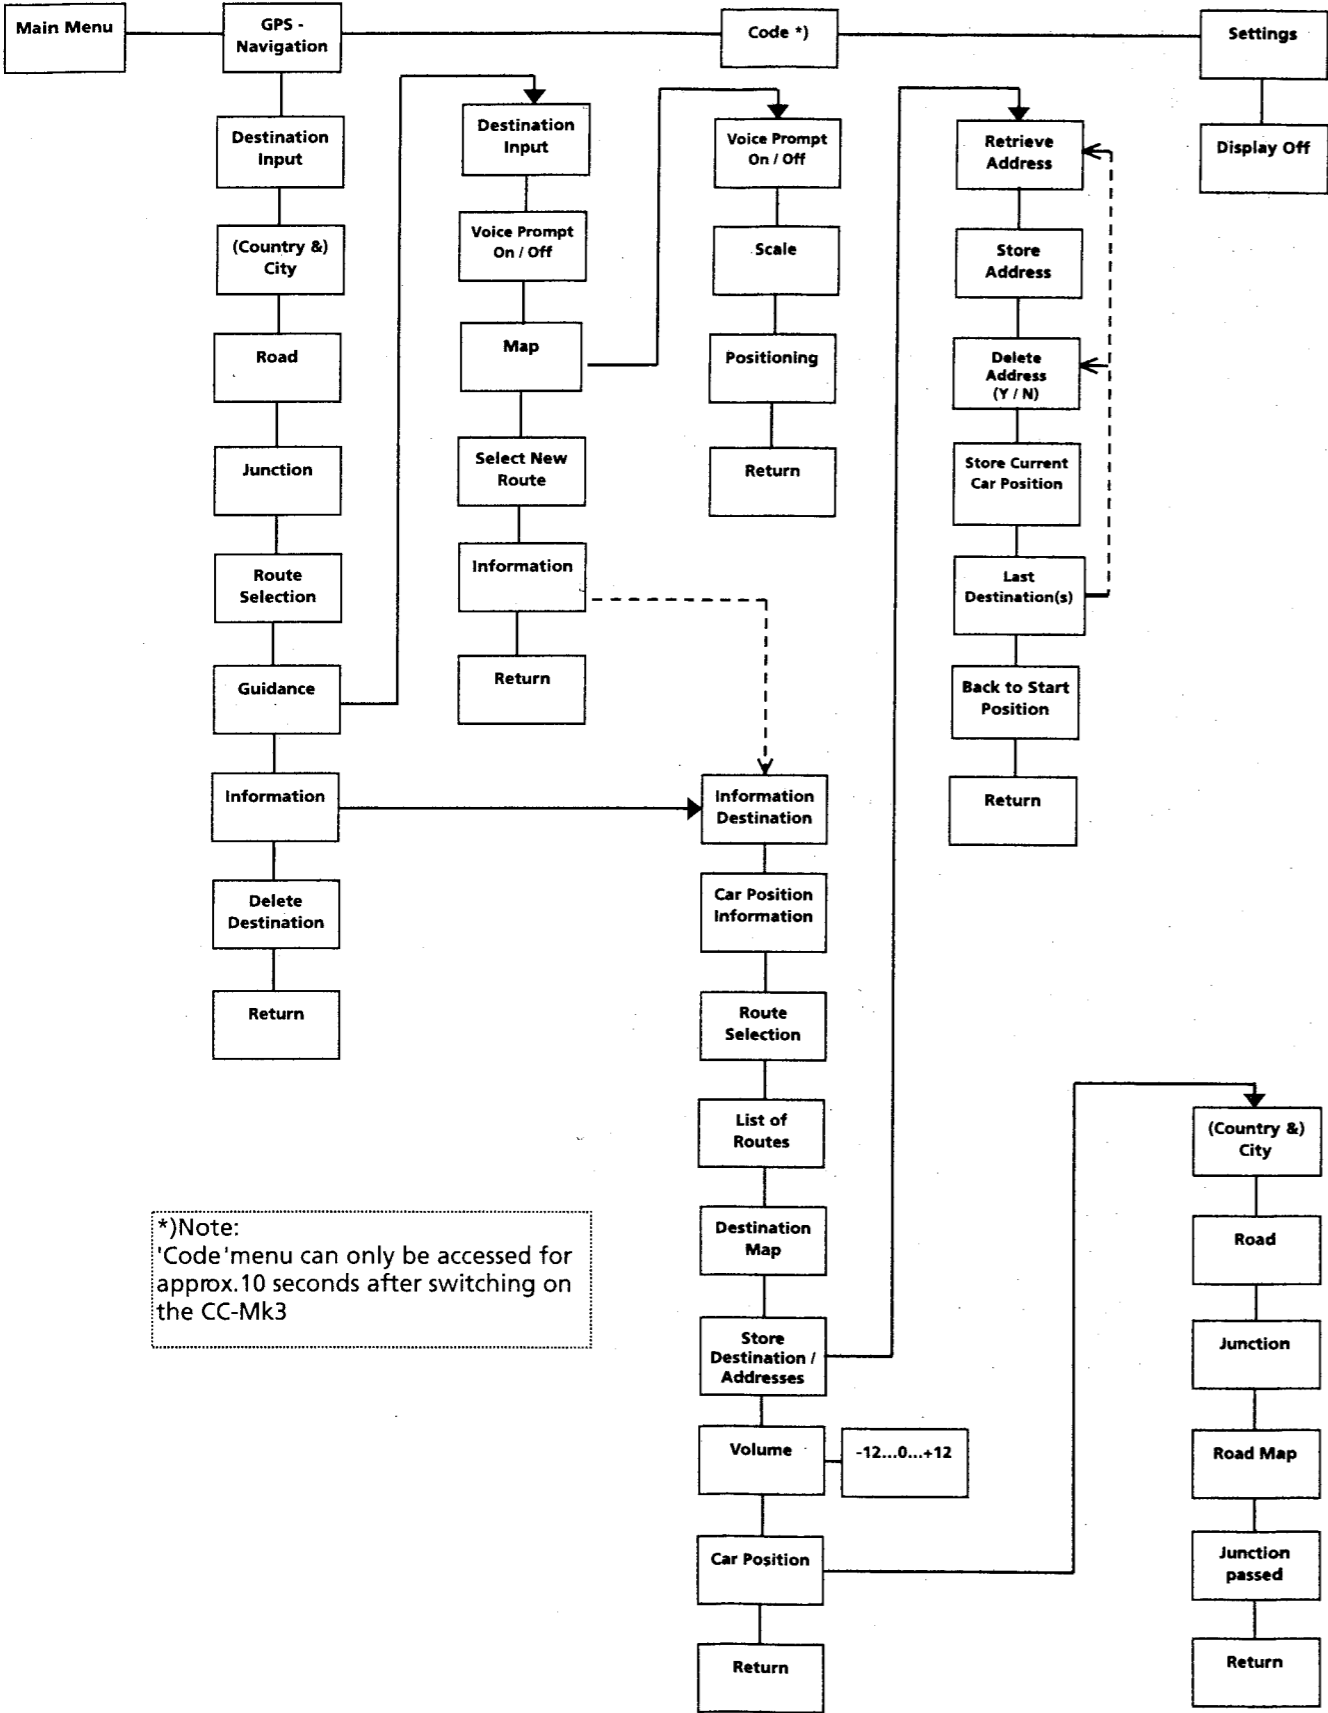 Main Menu
GPS -
Navigation
Code *)
Settings
Destination
Input
(Country &)
City
Road
Junction
Route
Selection
Guidance
Information
Delete
Destination
Return
Destination
Input
Voice Prompt
On / Off
Map
Select New
Route
Information
Return
Voice Prompt
On / Off
Scale
Positioning
Return
Retrieve
Address
Store
Address
Delete
Address
(Y / N)
Store Current
Car Position
Last
Destination(s)
Back to Start
Position
Return
Display Off
Information
Destination
Car Position
Information
Route
Selection
List of
Routes
Destination
Map
Store
Destination /
Addresses
Volume
-12...0...+12
Car Position
Return
(Country &)
City
Road
Junction
Road Map
Junction
passed
Return
*)Note:
'Code'menu can only be accessed for
approx.10 seconds after switching on
the CC-Mk3